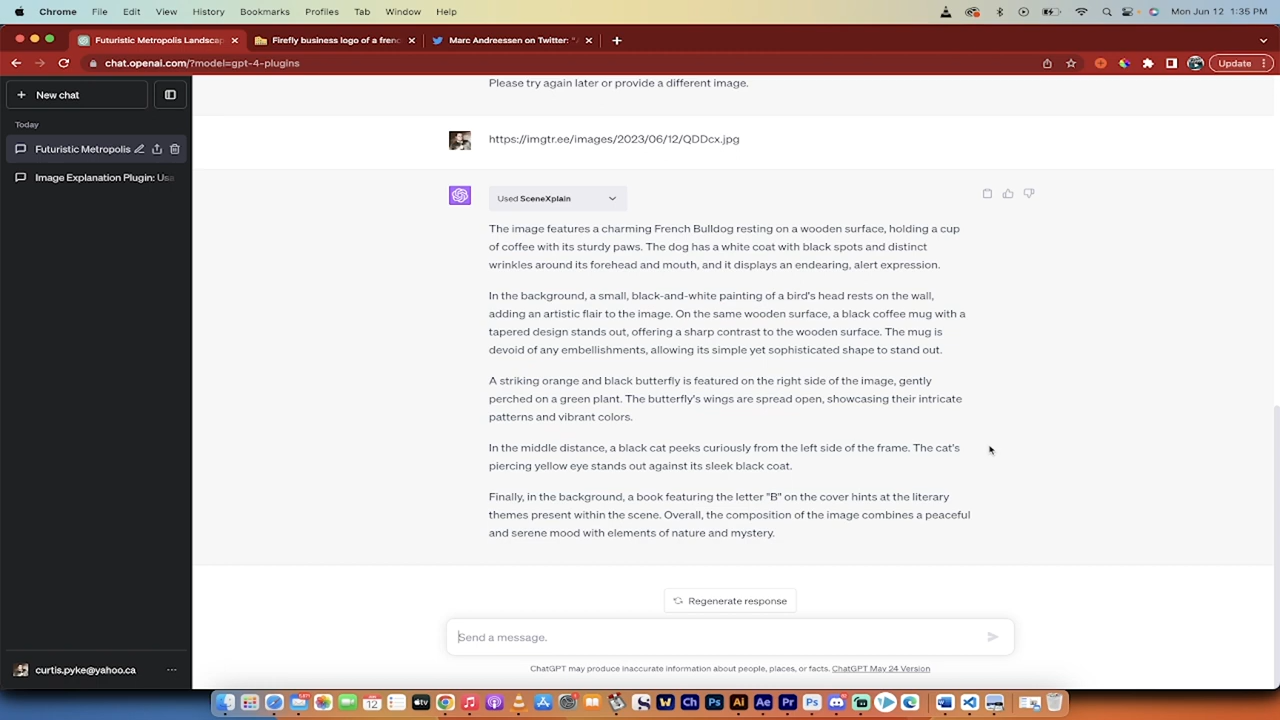 Chrome File Edit View History Bookmarks Profiles Tab Window Help Mon Jun 12 1:35 PM
Futuristic Metropolis Landscap Firefly business logo of a frenc Marc Andreessen on Twitter: "
chat.openai.com/?model=gpt-4-plugins Update
New chat
Today
Futuristic Metropolis
Image Explanation Plugin: Usa
Please try again later or provide a different image.
https://imgtr.ee/images/2023/06/12/QDDcx.jpg
Used SceneXplain
The image features a charming French Bulldog resting on a wooden surface, holding a cup
of coffee with its sturdy paws. The dog has a white coat with black spots and distinct
wrinkles around its forehead and mouth, and it displays an endearing, alert expression.
In the background, a small, black-and-white painting of a bird's head rests on the wall,
adding an artistic flair to the image. On the same wooden surface, a black coffee mug with a
tapered design stands out, offering a sharp contrast to the wooden surface. The mug is
devoid of any embellishments, allowing its simple yet sophisticated shape to stand out.
A striking orange and black butterfly is featured on the right side of the image, gently
perched on a green plant. The butterfly's wings are spread open, showcasing their intricate
patterns and vibrant colors.
In the middle distance, a black cat peeks curiously from the left side of the frame. The cat's
piercing yellow eye stands out against its sleek black coat.
Finally, in the background, a book featuring the letter "B" on the cover hints at the literary
themes present within the scene. Overall, the composition of the image combines a peaceful
and serene mood with elements of nature and mystery.
Regenerate response
Send a message.
ChatGPT may produce inaccurate information about people, places, or facts. ChatGPT May 24 Version
curtis.pyke@yahoo.ca
12 tv S W Ch Ps Ai Ae Pr Ps